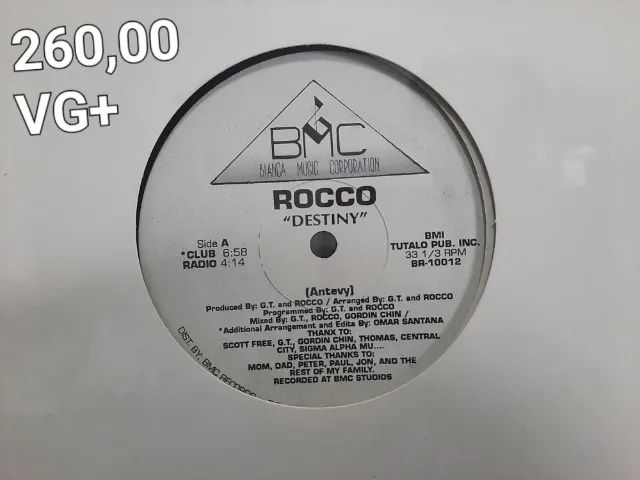 260,00
VG+
BMC
BIANCA MUSIC CORPORATION
ROCCO
"DESTINY"
Side A
*CLUB 6:58
RADIO 4:14
BMI
TUTALO PUB. INC.
33 1/3 RPM
BR-10012
(Antevy)
Produced By: G.T. and ROCCO / Arranged By: G.T. and ROCCO
Programmed By: G.T. and ROCCO
Mixed By: G.T., ROCCO, GORDIN CHIN /
*Additional Arrangement and Edits By: OMAR SANTANA
THANX TO:
SCOTT FREE, G.T., GORDIN CHIN, THOMAS, CENTRAL
CITY, SIGMA ALPHA MU....
SPECIAL THANKS TO:
MOM, DAD, PETER, PAUL, JON, AND THE
REST OF MY FAMILY.
RECORDED AT BMC STUDIOS
DIST. BY: BMC RECORDS